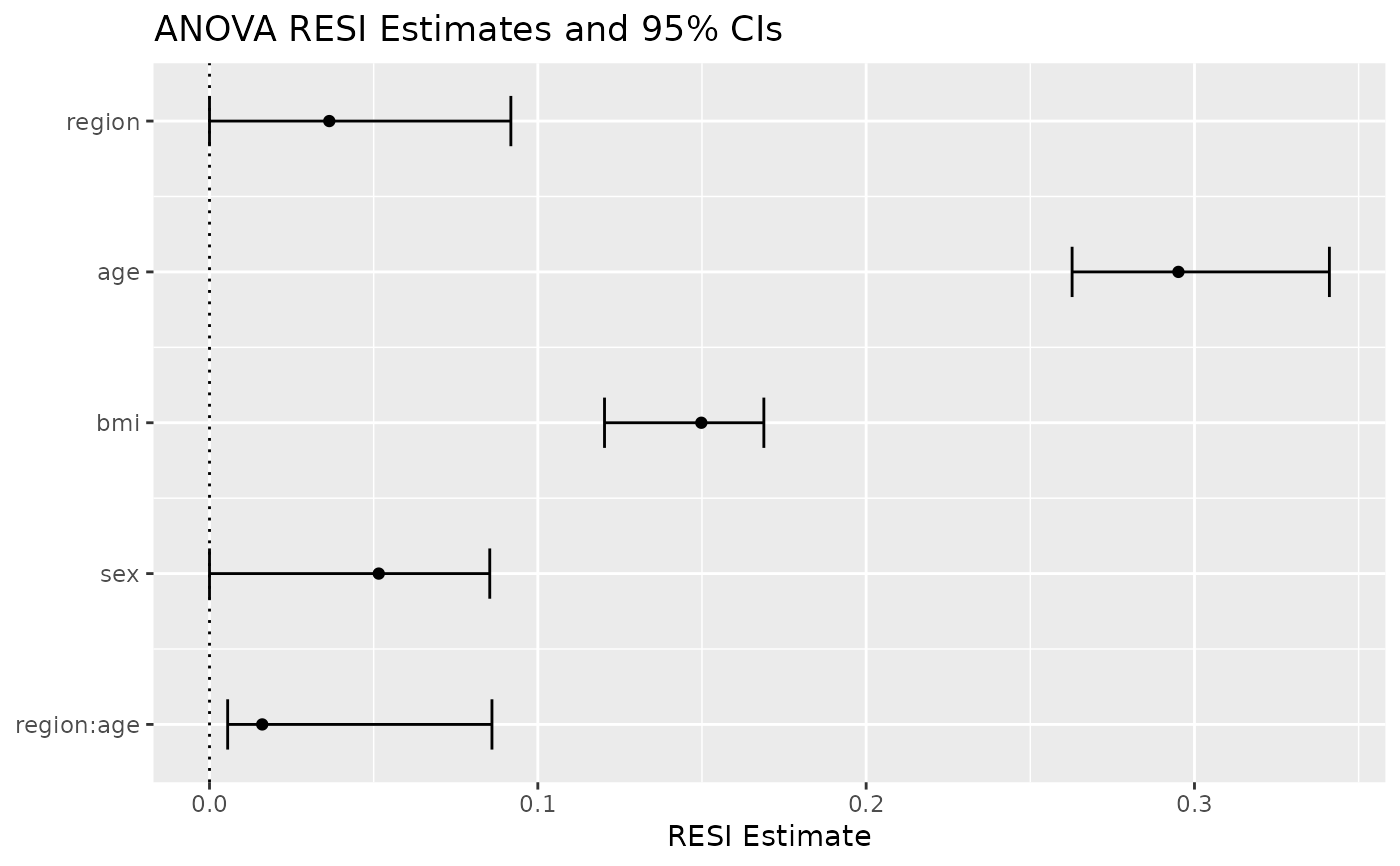 ANOVA RESI Estimates and 95% CIs
region
age
bmi
sex
region:age
0.0 0.1 0.2 0.3
RESI Estimate